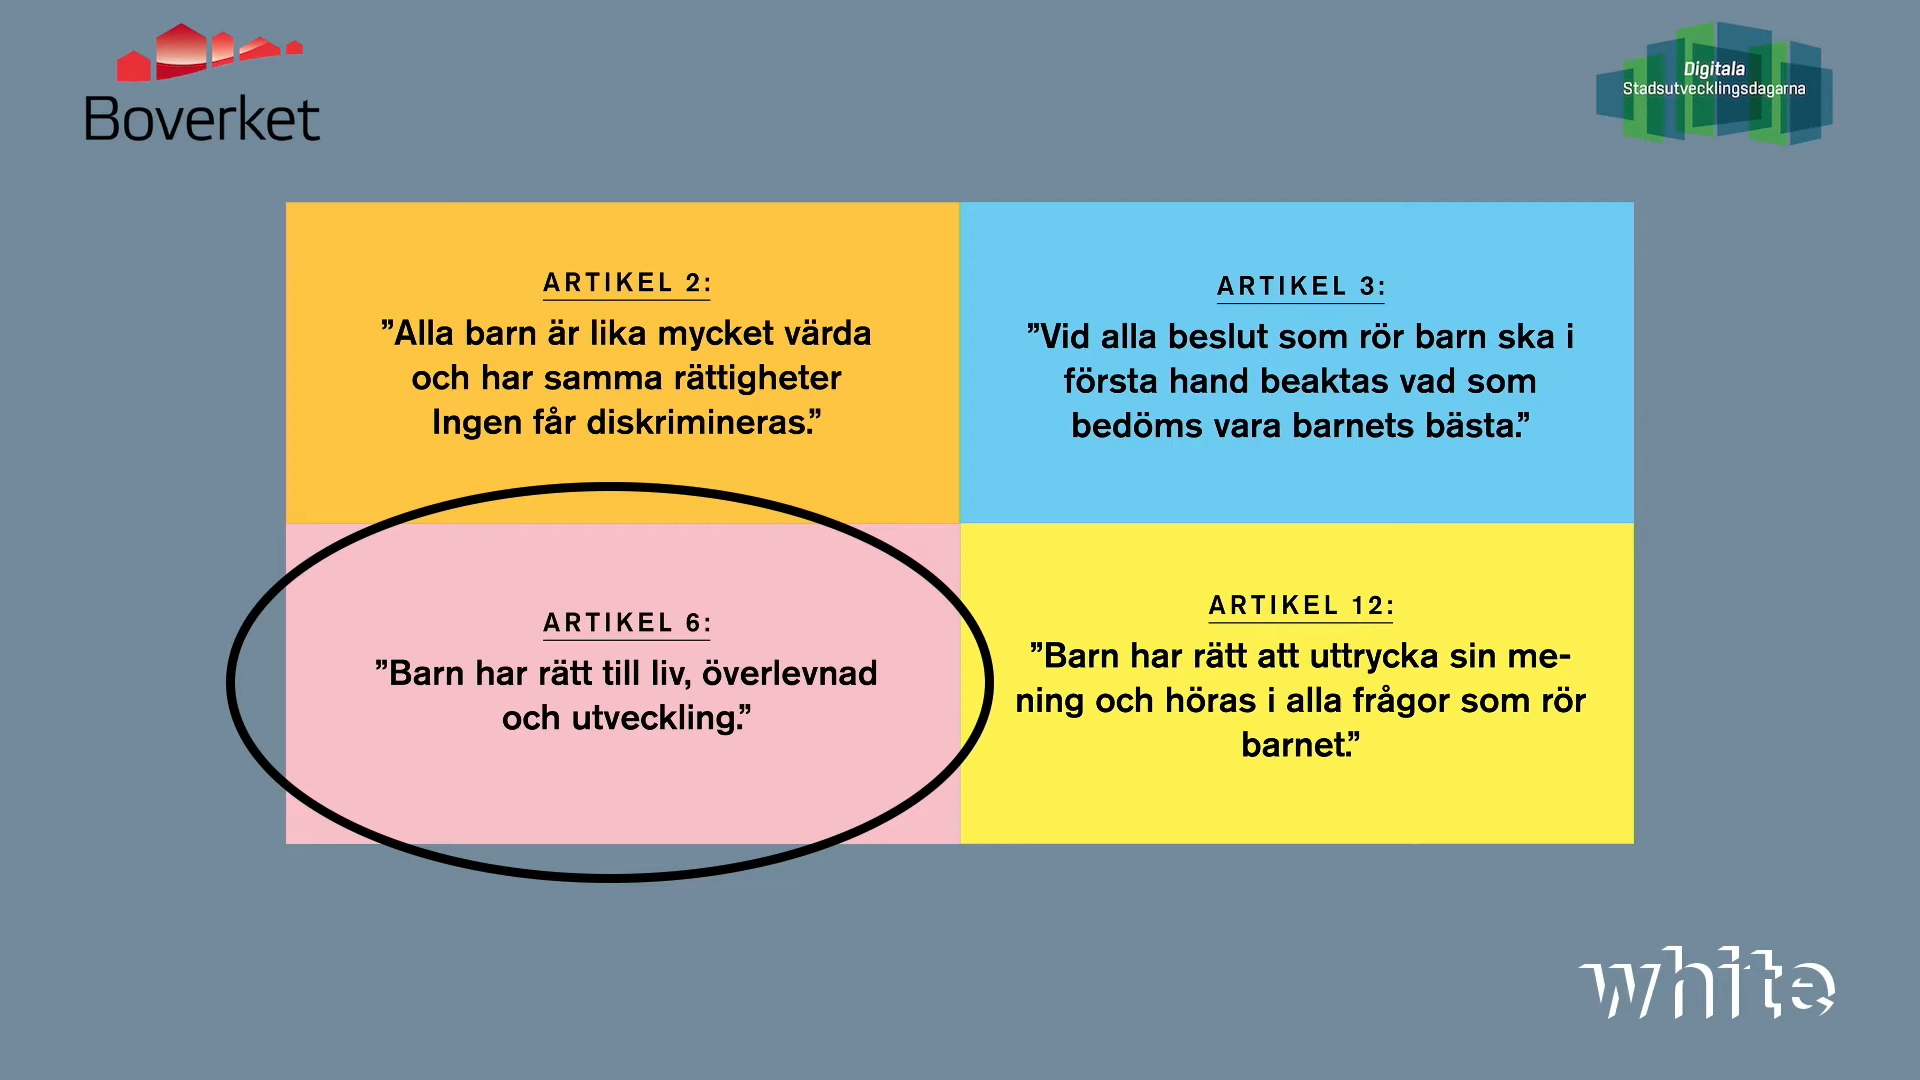 Boverket
Digitala
Stadsutvecklingsdagarna
ARTIKEL 2:
”Alla barn är lika mycket värda
och har samma rättigheter
Ingen får diskrimineras.”
ARTIKEL 3:
”Vid alla beslut som rör barn ska i
första hand beaktas vad som
bedöms vara barnets bästa.”
ARTIKEL 6:
”Barn har rätt till liv, överlevnad
och utveckling.”
ARTIKEL 12:
”Barn har rätt att uttrycka sin me-
ning och höras i alla frågor som rör
barnet.”
white